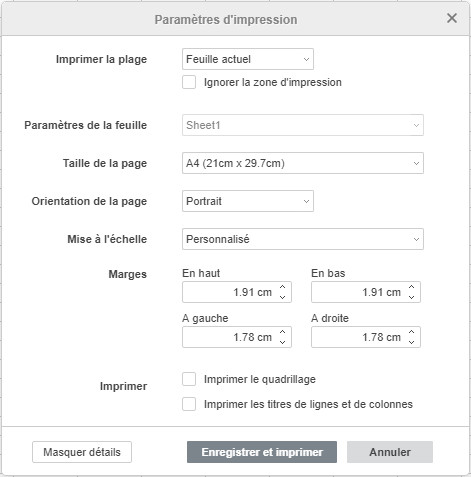 Paramètres d'impression
Imprimer la plage
Feuille actuel
Ignorer la zone d'impression
Paramètres de la feuille
Sheet1
Taille de la page
A4 (21cm x 29.7cm)
Orientation de la page
Portrait
Mise à l'échelle
Personnalisé
Marges
En haut
En bas
1.91 cm
1.91 cm
A gauche
A droite
1.78 cm
1.78 cm
Imprimer
Imprimer le quadrillage
Imprimer les titres de lignes et de colonnes
Masquer détails
Enregistrer et imprimer
Annuler